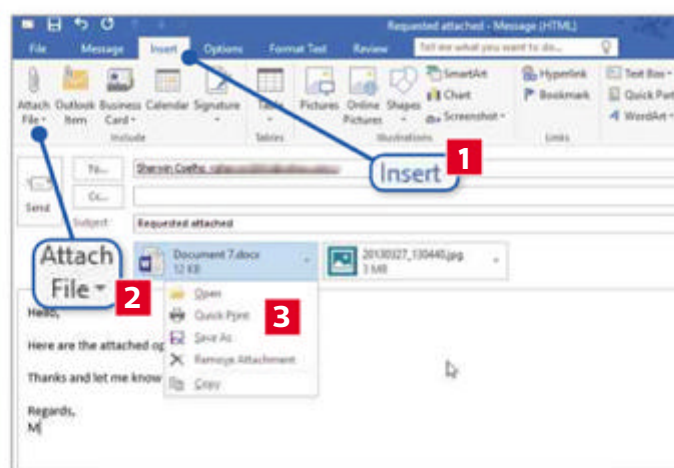 Requested attached - Message (HTML)
File Message Insert Options Format Text Review Tell me what you want to do...
Attach File Outlook Item Business Card Calendar Signature Table Pictures Online Pictures Shapes SmartArt Chart Screenshot Hyperlink Bookmark Text Box Quick Part WordArt
Include Tables Illustrations Links
1
Insert
To... Sherwin Coelho
Cc...
Send
Subject Requested attached
Attach
File
2
Document 7.docx
12 KB
20130327_130440.jpg
3 MB
Open
Quick Print
3
Save As
Remove Attachment
Copy
Hello,
Here are the attached
Thanks and let me know
Regards,
M